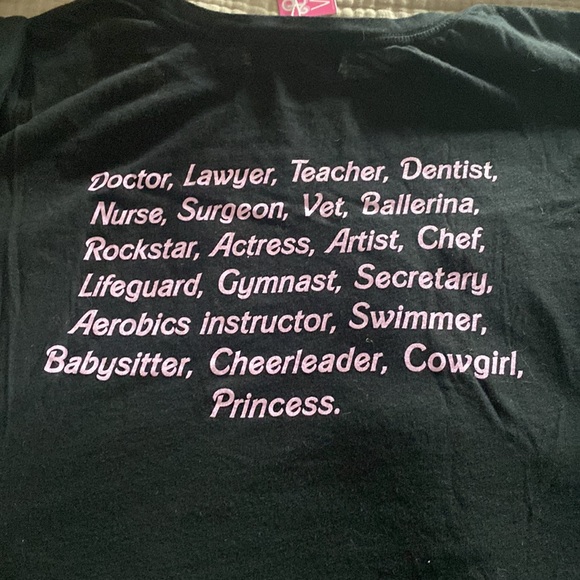 Doctor, Lawyer, Teacher, Dentist,
Nurse, Surgeon, Vet, Ballerina,
Rockstar, Actress, Artist, Chef,
Lifeguard, Gymnast, Secretary,
Aerobics instructor, Swimmer,
Babysitter, Cheerleader, Cowgirl,
Princess.